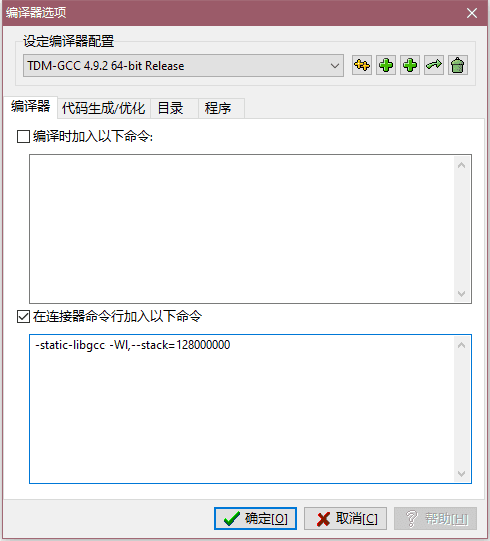 编译器选项
设定编译器配置
TDM-GCC 4.9.2 64-bit Release
编译器 代码生成/优化 目录 程序
编译时加入以下命令:
在连接器命令行加入以下命令
-static-libgcc -Wl,--stack=128000000
确定[O] 取消[C] 帮助[H]